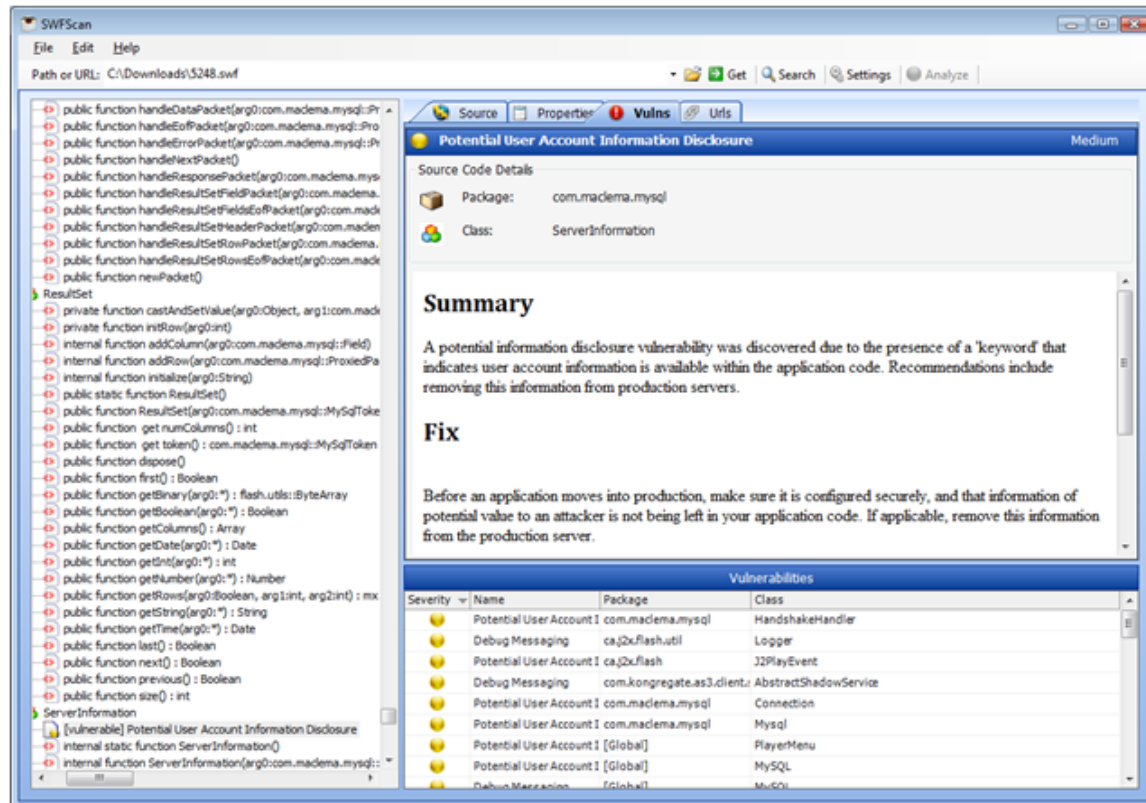 SWFScan
File Edit Help
Path or URL: C:\Downloads\5248.swf Get Search Settings Analyze
public function handleDataPacket(arg0:com.maclema.mysql::Pr
public function handleEofPacket(arg0:com.maclema.mysql::Pro
public function handleErrorPacket(arg0:com.maclema.mysql::Pr
public function handleNextPacket()
public function handleResponsePacket(arg0:com.maclema.mys
public function handleResultSetFieldPacket(arg0:com.maclema.
public function handleResultSetFieldsEofPacket(arg0:com.macl
public function handleResultSetHeaderPacket(arg0:com.maclem
public function handleResultSetRowPacket(arg0:com.maclema.
public function handleResultSetRowsEofPacket(arg0:com.macle
public function newPacket()
ResultSet
private function castAndSetValue(arg0:Object, arg1:com.macl
private function initRow(arg0:int)
internal function addColumn(arg0:com.maclema.mysql::Field)
internal function addRow(arg0:com.maclema.mysql::ProxiedPa
internal function initialize(arg0:String)
public static function ResultSet()
public function ResultSet(arg0:com.maclema.mysql::MySqlToke
public function get numColumns() : int
public function get token() : com.maclema.mysql::MySqlToken
public function dispose()
public function first() : Boolean
public function getBinary(arg0:*) : flash.utils::ByteArray
public function getBoolean(arg0:*) : Boolean
public function getColumns() : Array
public function getDate(arg0:*) : Date
public function getInt(arg0:*) : int
public function getNumber(arg0:*) : Number
public function getRows(arg0:Boolean, arg1:int, arg2:int) : mx
public function getString(arg0:*) : String
public function getTime(arg0:*) : Date
public function last() : Boolean
public function next() : Boolean
public function previous() : Boolean
public function size() : int
ServerInformation
[vulnerable] Potential User Account Information Disclosure
internal static function ServerInformation()
internal function ServerInformation(arg0:com.maclema.mysql::
Source Properties Vulns Urls
Potential User Account Information Disclosure Medium
Source Code Details
Package: com.maclema.mysql
Class: ServerInformation
Summary
A potential information disclosure vulnerability was discovered due to the presence of a 'keyword' that
indicates user account information is available within the application code. Recommendations include
removing this information from production servers.
Fix
Before an application moves into production, make sure it is configured securely, and that information of
potential value to an attacker is not being left in your application code. If applicable, remove this information
from the production server.
Vulnerabilities
Severity Name Package Class
Potential User Account I com.maclema.mysql HandshakeHandler
Debug Messaging ca.j2x.flash.util Logger
Potential User Account I ca.j2x.flash J2PlayEvent
Debug Messaging com.kongregate.as3.client.s AbstractShadowService
Potential User Account I com.maclema.mysql Connection
Potential User Account I com.maclema.mysql Mysql
Potential User Account I [Global] PlayerMenu
Potential User Account I [Global] MySQL
Debug Messaging [Global] MySQL